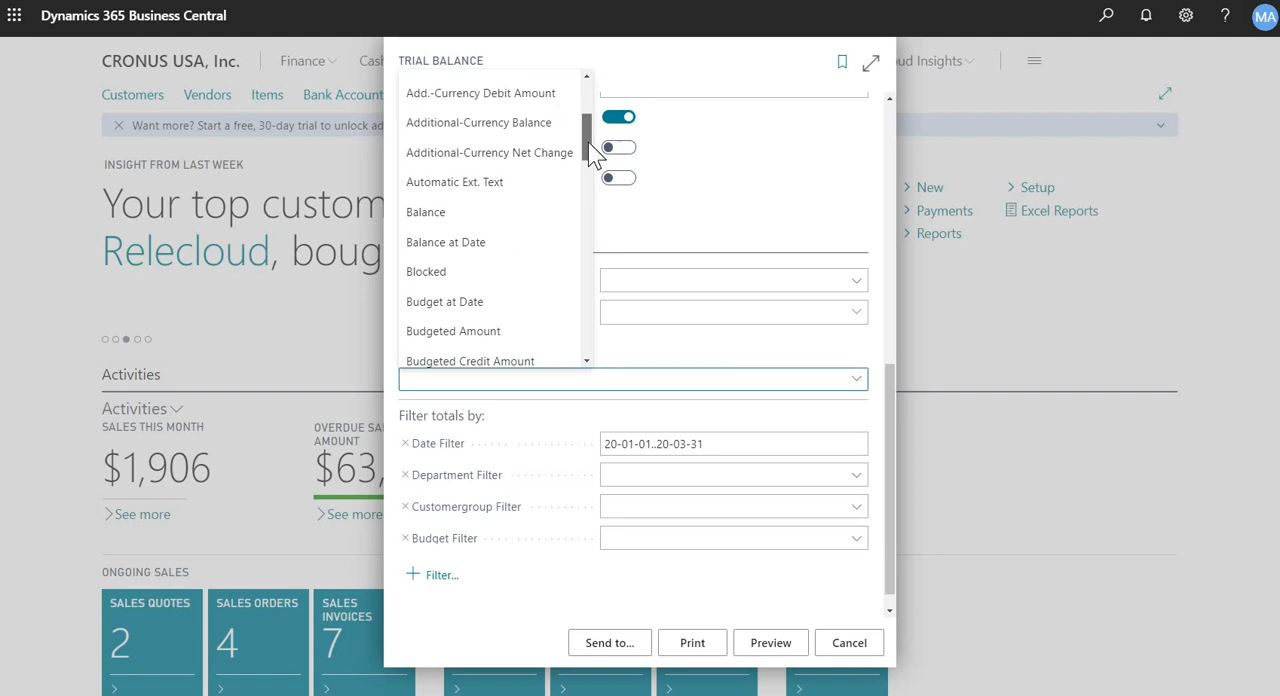 Dynamics 365 Business Central
?
MA
CRONUS USA, Inc.
Finance
Cash
oud Insights
Customers
Vendors
Items
Bank Account
Want more? Start a free, 30-day trial to unlock ad
INSIGHT FROM LAST WEEK
Your top custom
Relecloud, boug
New
Payments
Reports
Setup
Excel Reports
Activities
Activities
SALES THIS MONTH
$1,906
See more
OVERDUE SA
AMOUNT
$63,
See more
ONGOING SALES
SALES QUOTES
2
SALES ORDERS
4
SALES
INVOICES
7
TRIAL BALANCE
Add.-Currency Debit Amount
Additional-Currency Balance
Additional-Currency Net Change
Automatic Ext. Text
Balance
Balance at Date
Blocked
Budget at Date
Budgeted Amount
Budgeted Credit Amount
Filter totals by:
Date Filter
20-01-01..20-03-31
Department Filter
Customergroup Filter
Budget Filter
Filter...
Send to...
Print
Preview
Cancel